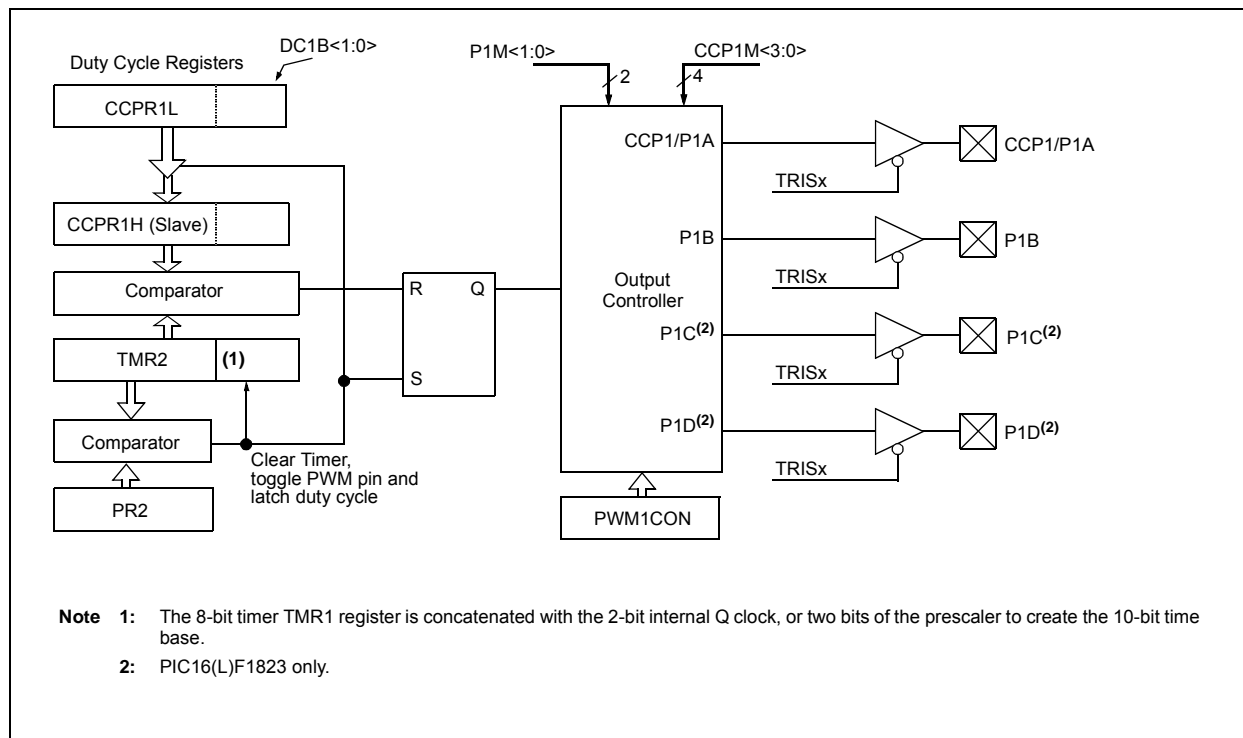 DC1B<1:0>
Duty Cycle Registers
CCPR1L
CCPR1H (Slave)
Comparator
TMR2
(1)
Comparator
PR2
Clear Timer,
toggle PWM pin and
latch duty cycle
R
Q
S
P1M<1:0>
2
CCP1M<3:0>
4
CCP1/P1A
P1B
Output
Controller
P1C(2)
P1D(2)
PWM1CON
TRISx
CCP1/P1A
TRISx
P1B
TRISx
P1C(2)
TRISx
P1D(2)
Note 1: The 8-bit timer TMR1 register is concatenated with the 2-bit internal Q clock, or two bits of the prescaler to create the 10-bit time
base.
2: PIC16(L)F1823 only.